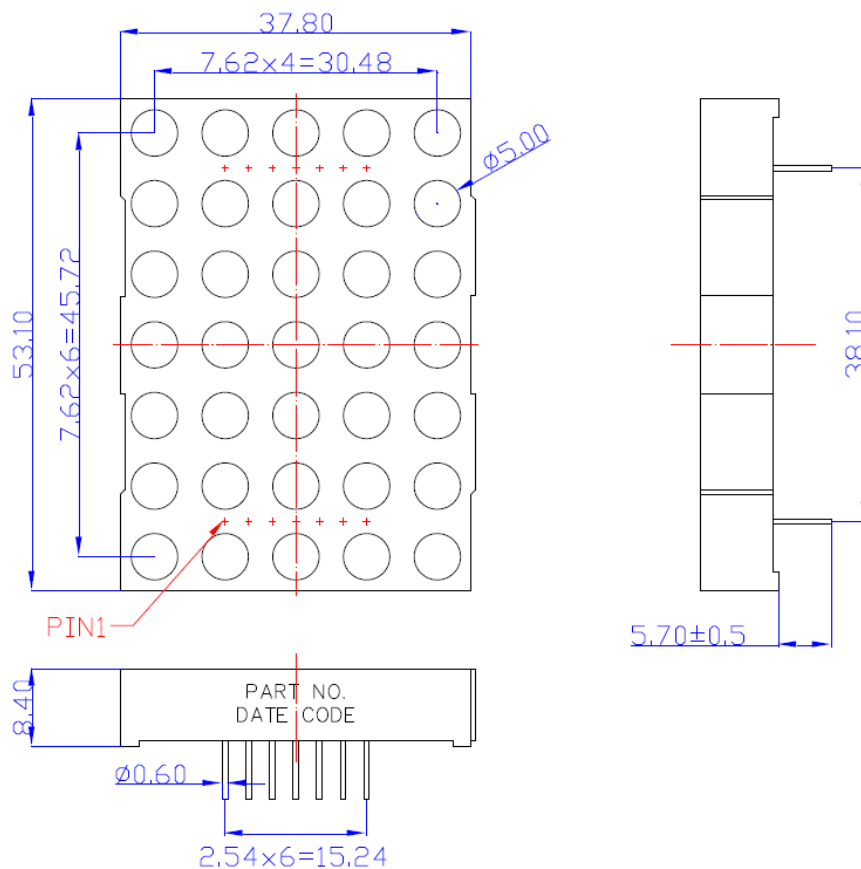 37.80
7.62x4=30.48
ø5.00
53.10
7.62x6=45.72
38.10
PIN1
5.70±0.5
8.40
PART NO.
DATE CODE
ø0.60
2.54x6=15.24